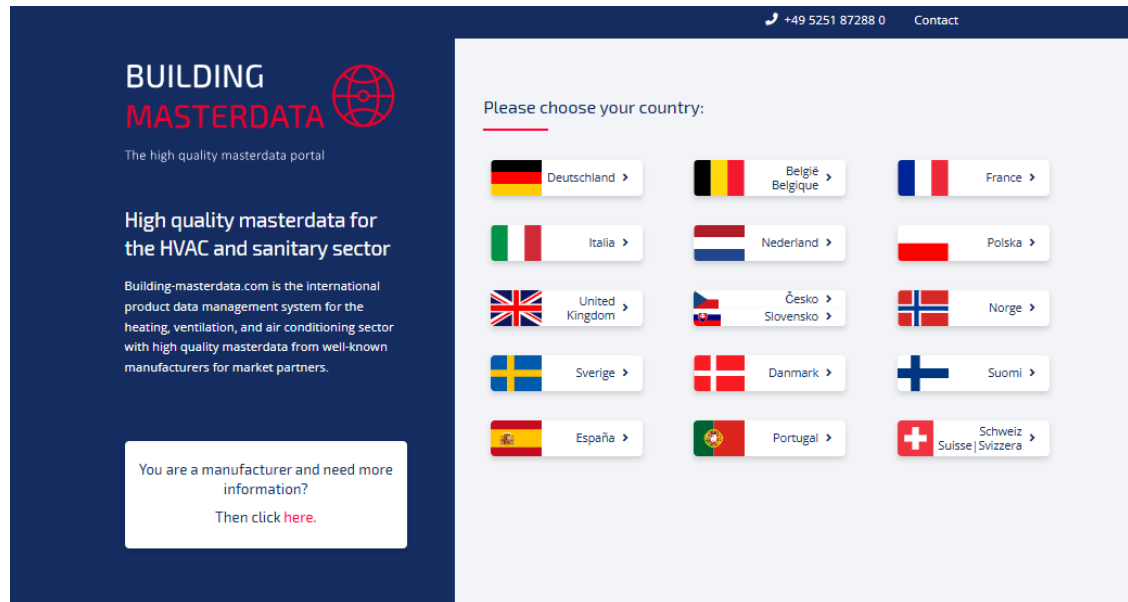 +49 5251 87288 0 Contact
BUILDING
MASTERDATA
The high quality masterdata portal
High quality masterdata for
the HVAC and sanitary sector
Building-masterdata.com is the international
product data management system for the
heating, ventilation, and air conditioning sector
with high quality masterdata from well-known
manufacturers for market partners.
You are a manufacturer and need more
information?
Then click here.
Please choose your country:
Deutschland
België
Belgique
France
Italia
Nederland
Polska
United
Kingdom
Česko
Slovensko
Norge
Sverige
Danmark
Suomi
España
Portugal
Schweiz
Suisse|Svizzera